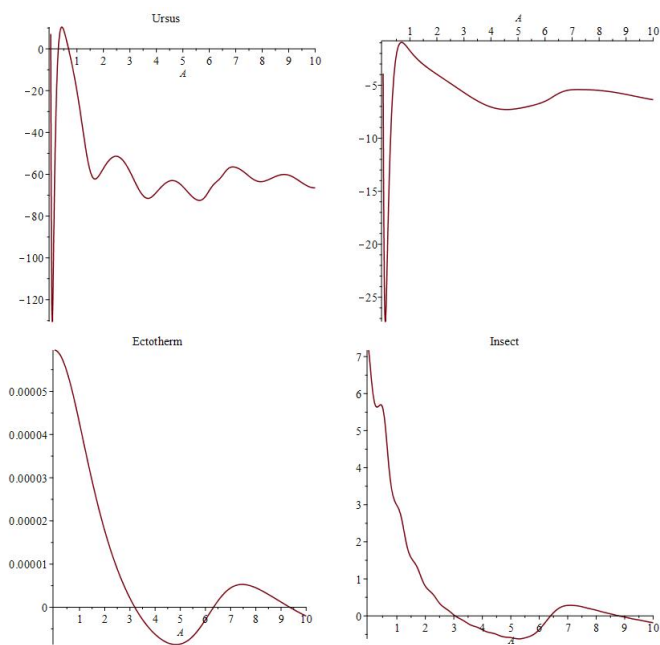 Ursus
0
−20
−40
−60
−80
−100
−120
1 2 3 4 5 6 7 8 9 10
A
A
1 2 3 4 5 6 7 8 9 10
−5
−10
−15
−20
−25
Ectotherm
0.00005
0.00004
0.00003
0.00002
0.00001
0
1 2 3 4 5 6 7 8 9 10
A
Insect
7
6
5
4
3
2
1
0
1 2 3 4 5 6 7 8 9 10
A